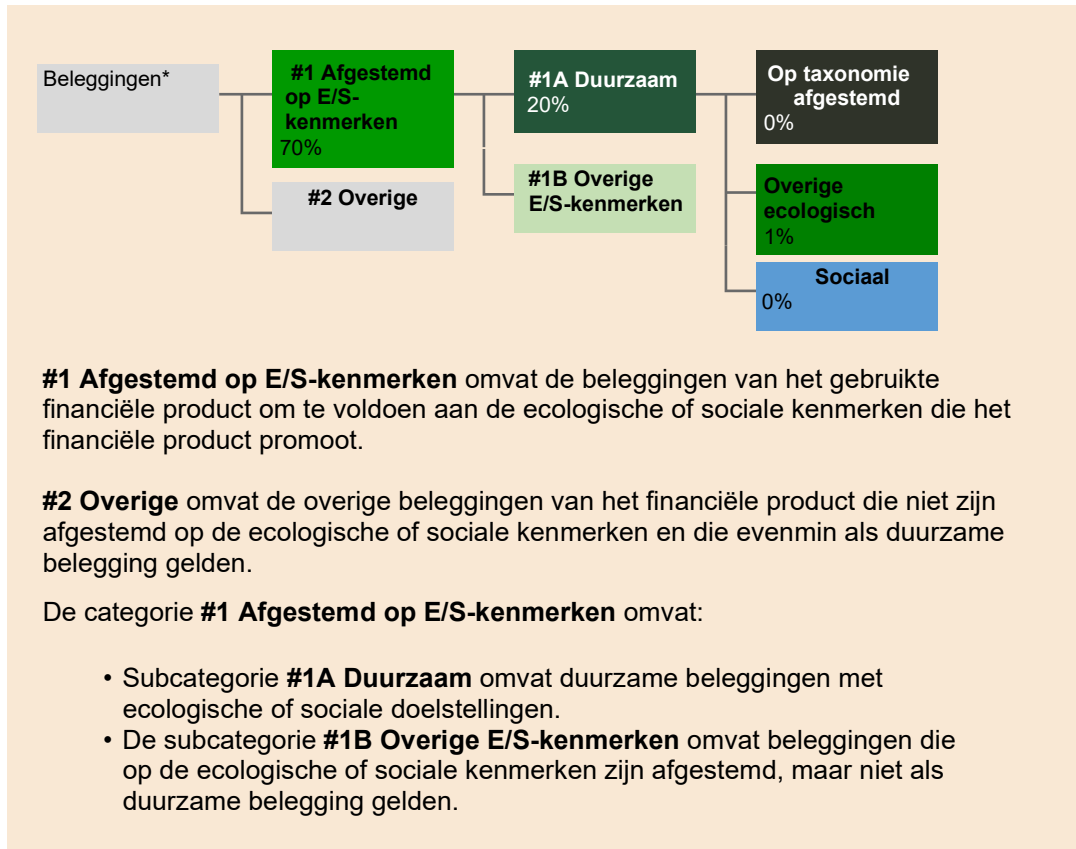 Beleggingen*
#1 Afgestemd
op E/S-
kenmerken
70%
#2 Overige
#1A Duurzaam
20%
#1B Overige
E/S-kenmerken
Op taxonomie
afgestemd
0%
Overige
ecologisch
1%
Sociaal
0%
#1 Afgestemd op E/S-kenmerken omvat de beleggingen van het gebruikte
financiële product om te voldoen aan de ecologische of sociale kenmerken die het
financiële product promoot.
#2 Overige omvat de overige beleggingen van het financiële product die niet zijn
afgestemd op de ecologische of sociale kenmerken en die evenmin als duurzame
belegging gelden.
De categorie #1 Afgestemd op E/S-kenmerken omvat:
• Subcategorie #1A Duurzaam omvat duurzame beleggingen met
ecologische of sociale doelstellingen.
• De subcategorie #1B Overige E/S-kenmerken omvat beleggingen die
op de ecologische of sociale kenmerken zijn afgestemd, maar niet als
duurzame belegging gelden.